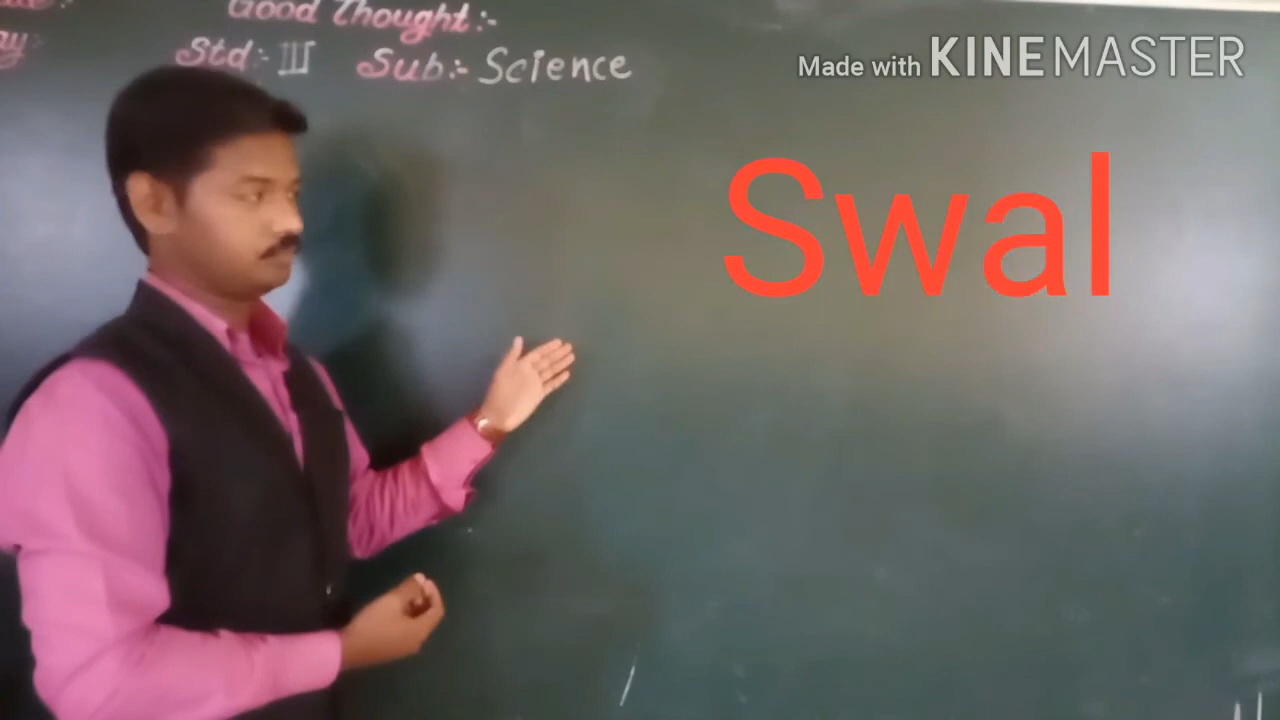 Good Thought:-
Std:- III Sub:- Science
Made with KINEMASTER
Swal